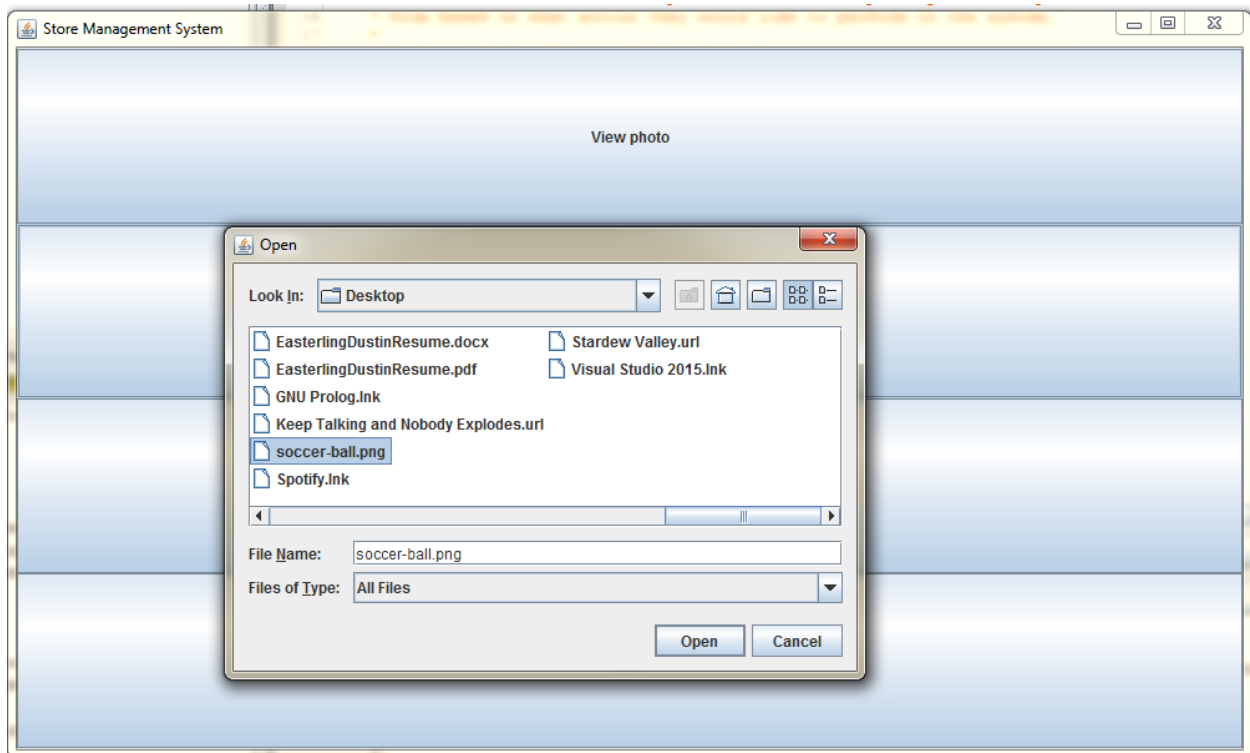 Store Management System
View photo
Open
Look In: Desktop
EasterlingDustinResume.docx
EasterlingDustinResume.pdf
GNU Prolog.lnk
Keep Talking and Nobody Explodes.url
soccer-ball.png
Spotify.lnk
Stardew Valley.url
Visual Studio 2015.lnk
File Name: soccer-ball.png
Files of Type: All Files
Open Cancel